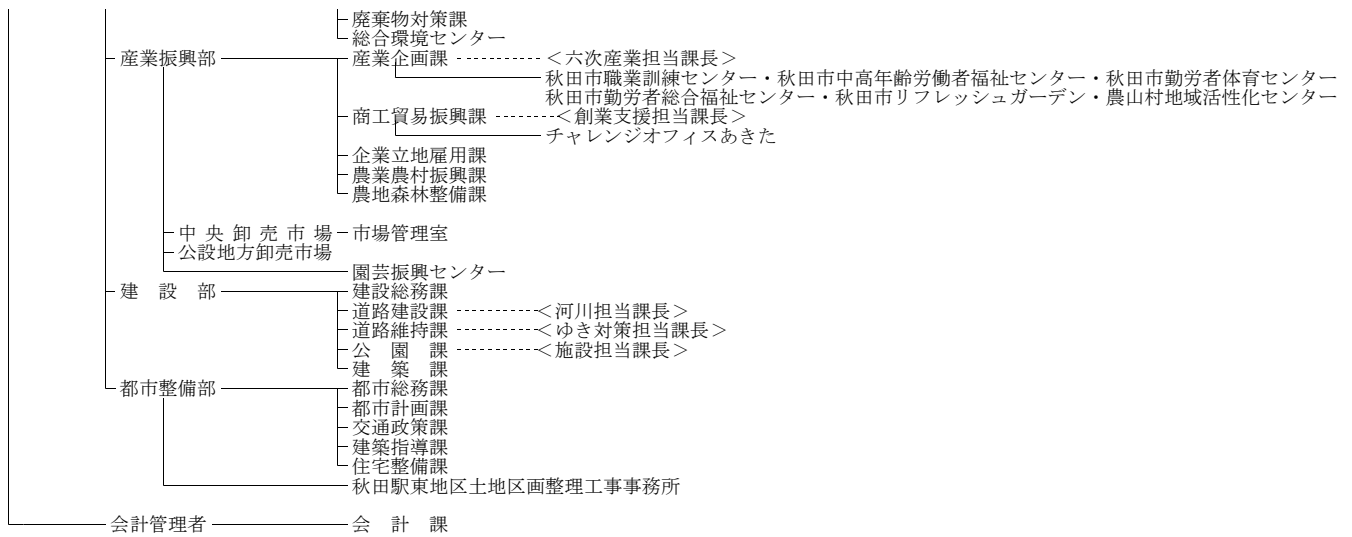 廃棄物対策課
総合環境センター
産業振興部 産業企画課 ＜六次産業担当課長＞
秋田市職業訓練センター・秋田市中高年齢労働者福祉センター・秋田市勤労者体育センター
秋田市勤労者総合福祉センター・秋田市リフレッシュガーデン・農山村地域活性化センター
商工貿易振興課 ＜創業支援担当課長＞
チャレンジオフィスあきた
企業立地雇用課
農業農村振興課
農地森林整備課
中央卸売市場 市場管理室
公設地方卸売市場
園芸振興センター
建設部 建設総務課
道路建設課 ＜河川担当課長＞
道路維持課 ＜ゆき対策担当課長＞
公園課 ＜施設担当課長＞
建築課
都市整備部 都市総務課
都市計画課
交通政策課
建築指導課
住宅整備課
秋田駅東地区土地区画整理工事事務所
会計管理者 会計課